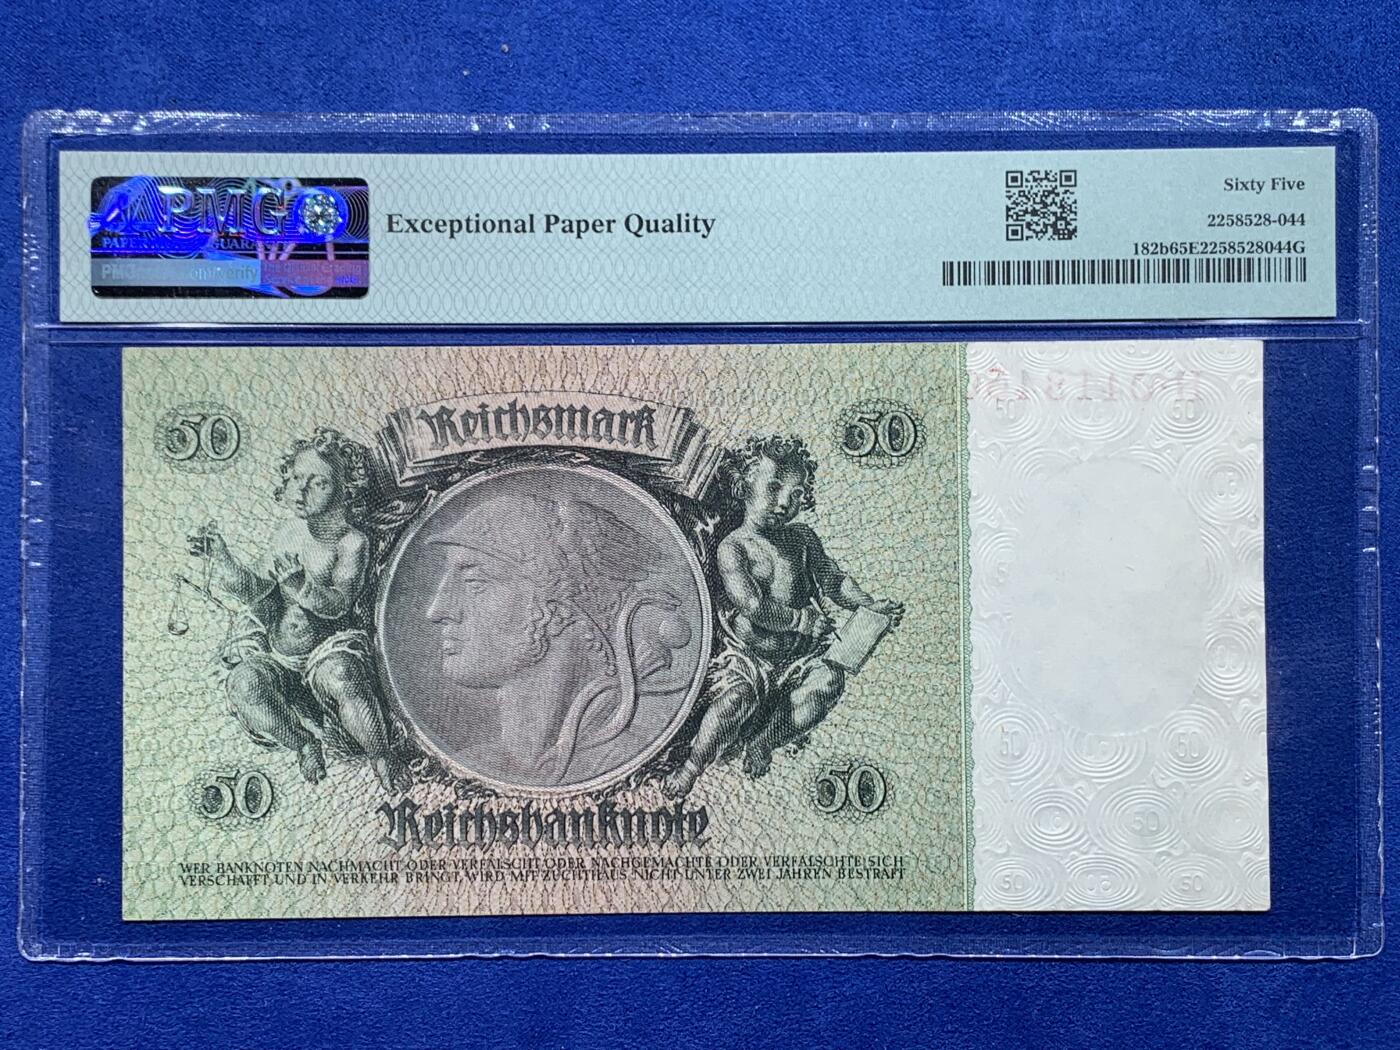 PMG
Exceptional Paper Quality
Sixty Five
2258528-044
182b65E2258528044G
50
Reichsmark
50
50
50
Reichsbanknote
WER BANKNOTEN NACHMACHT ODER VERFÄLSCHT ODER NACHGEMACHTE ODER VERFÄLSCHTE SICH
VERSCHAFFT UND IN VERKEHR BRINGT, WIRD MIT ZUCHTHAUS NICHT UNTER ZWEI JAHREN BESTRAFT